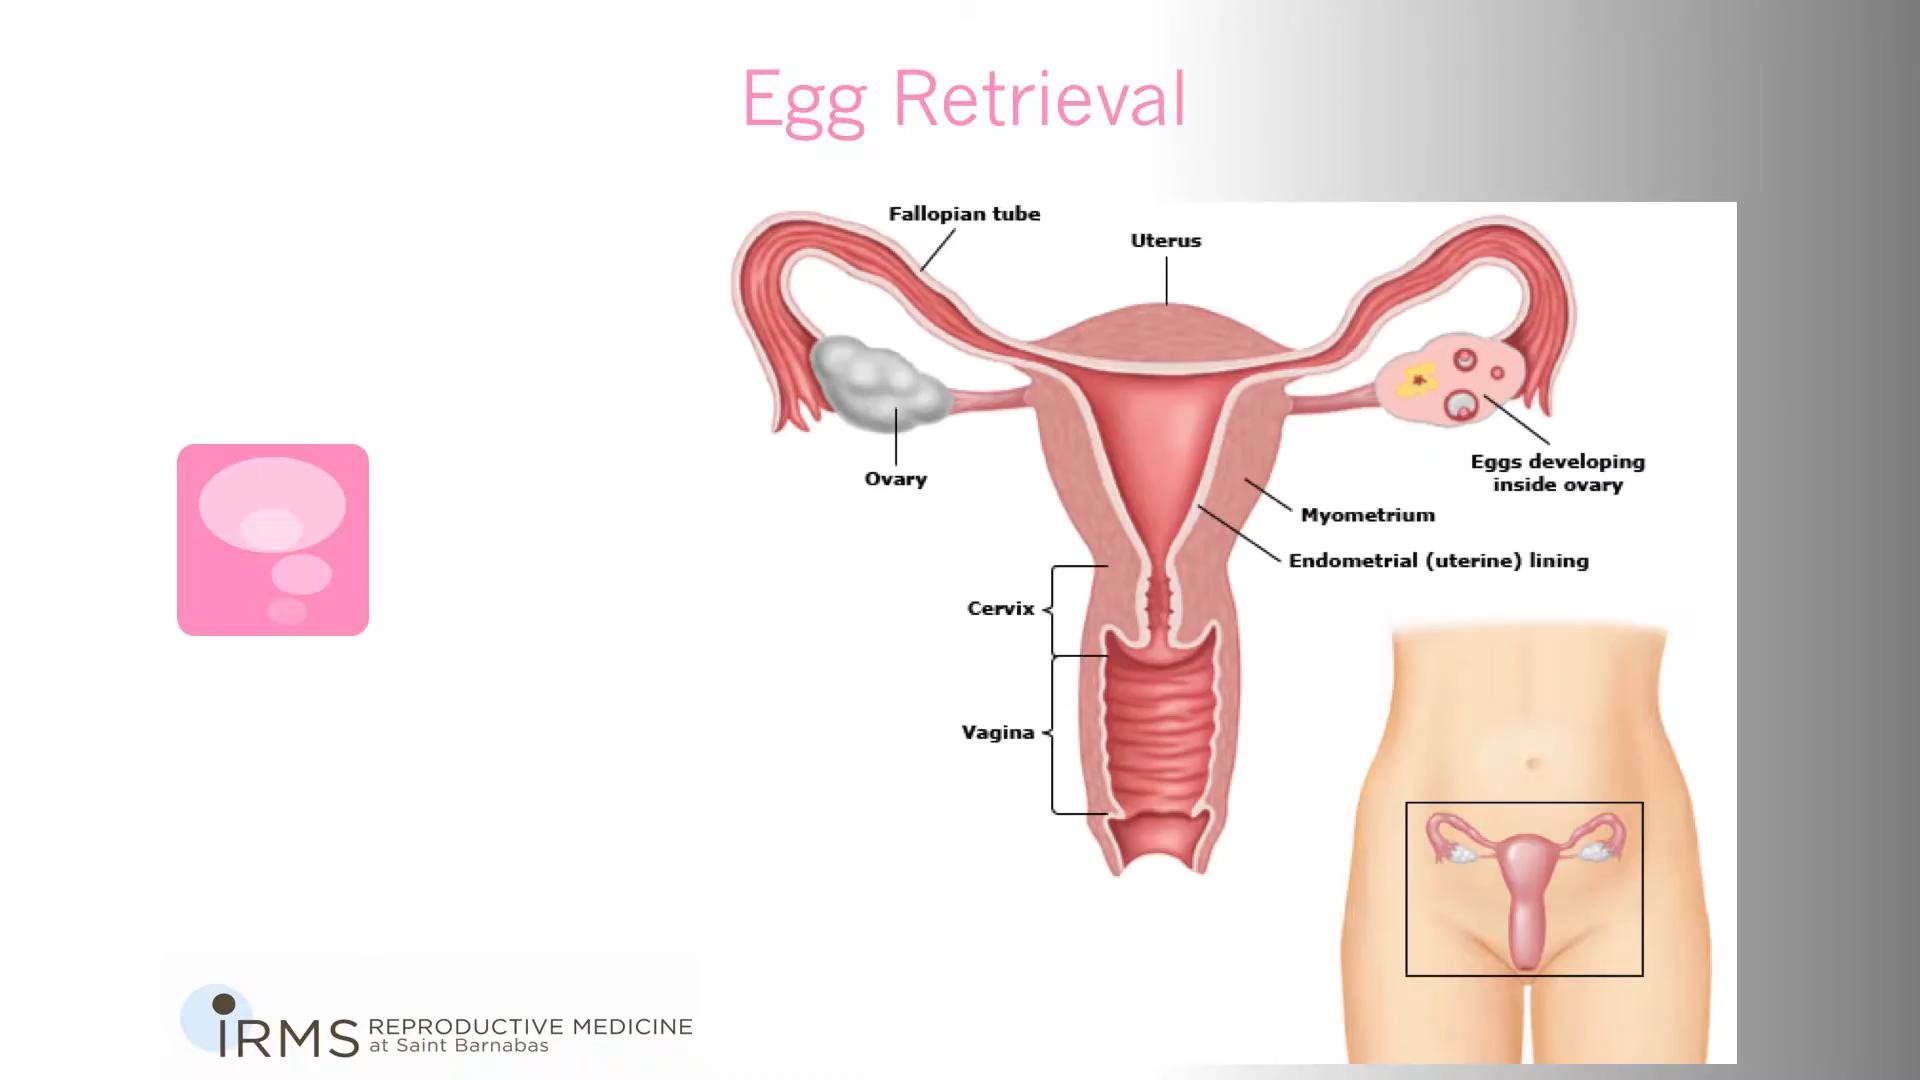 Egg Retrieval
Fallopian tube
Uterus
Ovary
Eggs developing
inside ovary
Myometrium
Endometrial (uterine) lining
Cervix
Vagina
iRMS REPRODUCTIVE MEDICINE
at Saint Barnabas